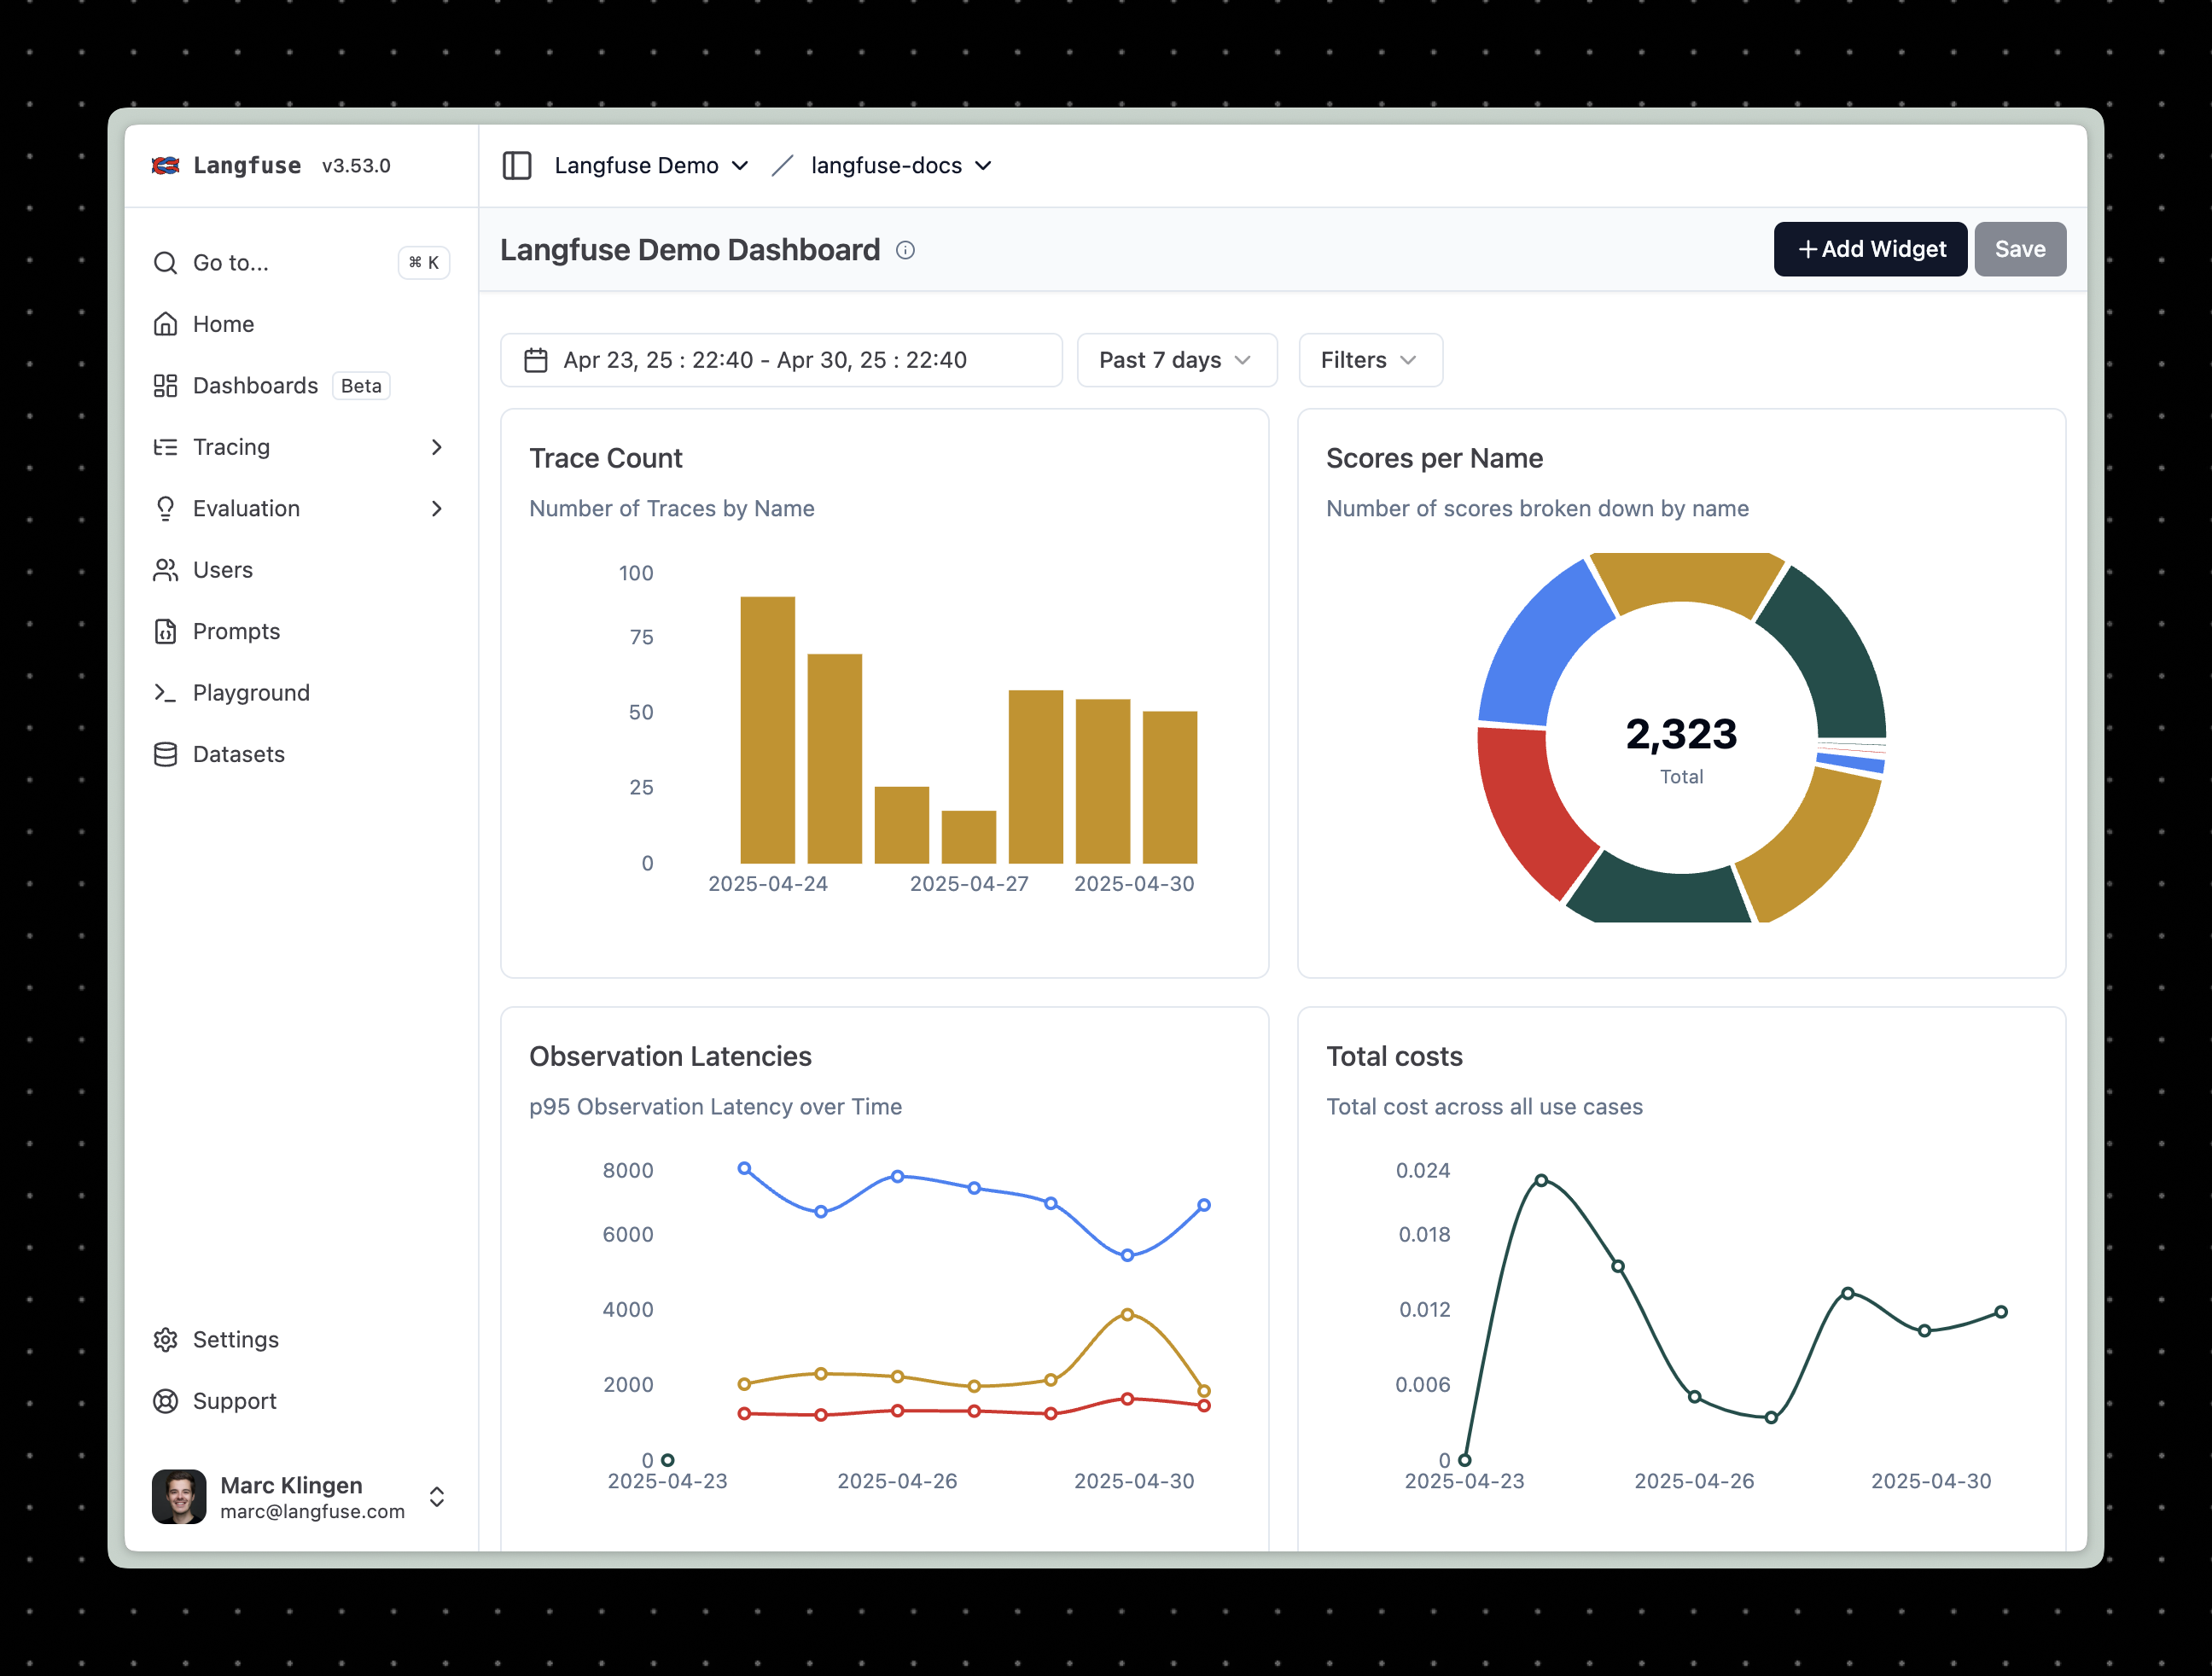 Langfuse v3.53.0
Langfuse Demo / langfuse-docs
Go to...
⌘ K
Home
Dashboards Beta
Tracing
Evaluation
Users
Prompts
Playground
Datasets
Settings
Support
Marc Klingen
marc@langfuse.com
Langfuse Demo Dashboard
+Add Widget
Save
Apr 23, 25 : 22:40 - Apr 30, 25 : 22:40
Past 7 days
Filters
Trace Count
Number of Traces by Name
100
75
50
25
0
2025-04-24 2025-04-27 2025-04-30
Scores per Name
Number of scores broken down by name
2,323
Total
Observation Latencies
p95 Observation Latency over Time
8000
6000
4000
2000
0
2025-04-23 2025-04-26 2025-04-30
Total costs
Total cost across all use cases
0.024
0.018
0.012
0.006
0
2025-04-23 2025-04-26 2025-04-30